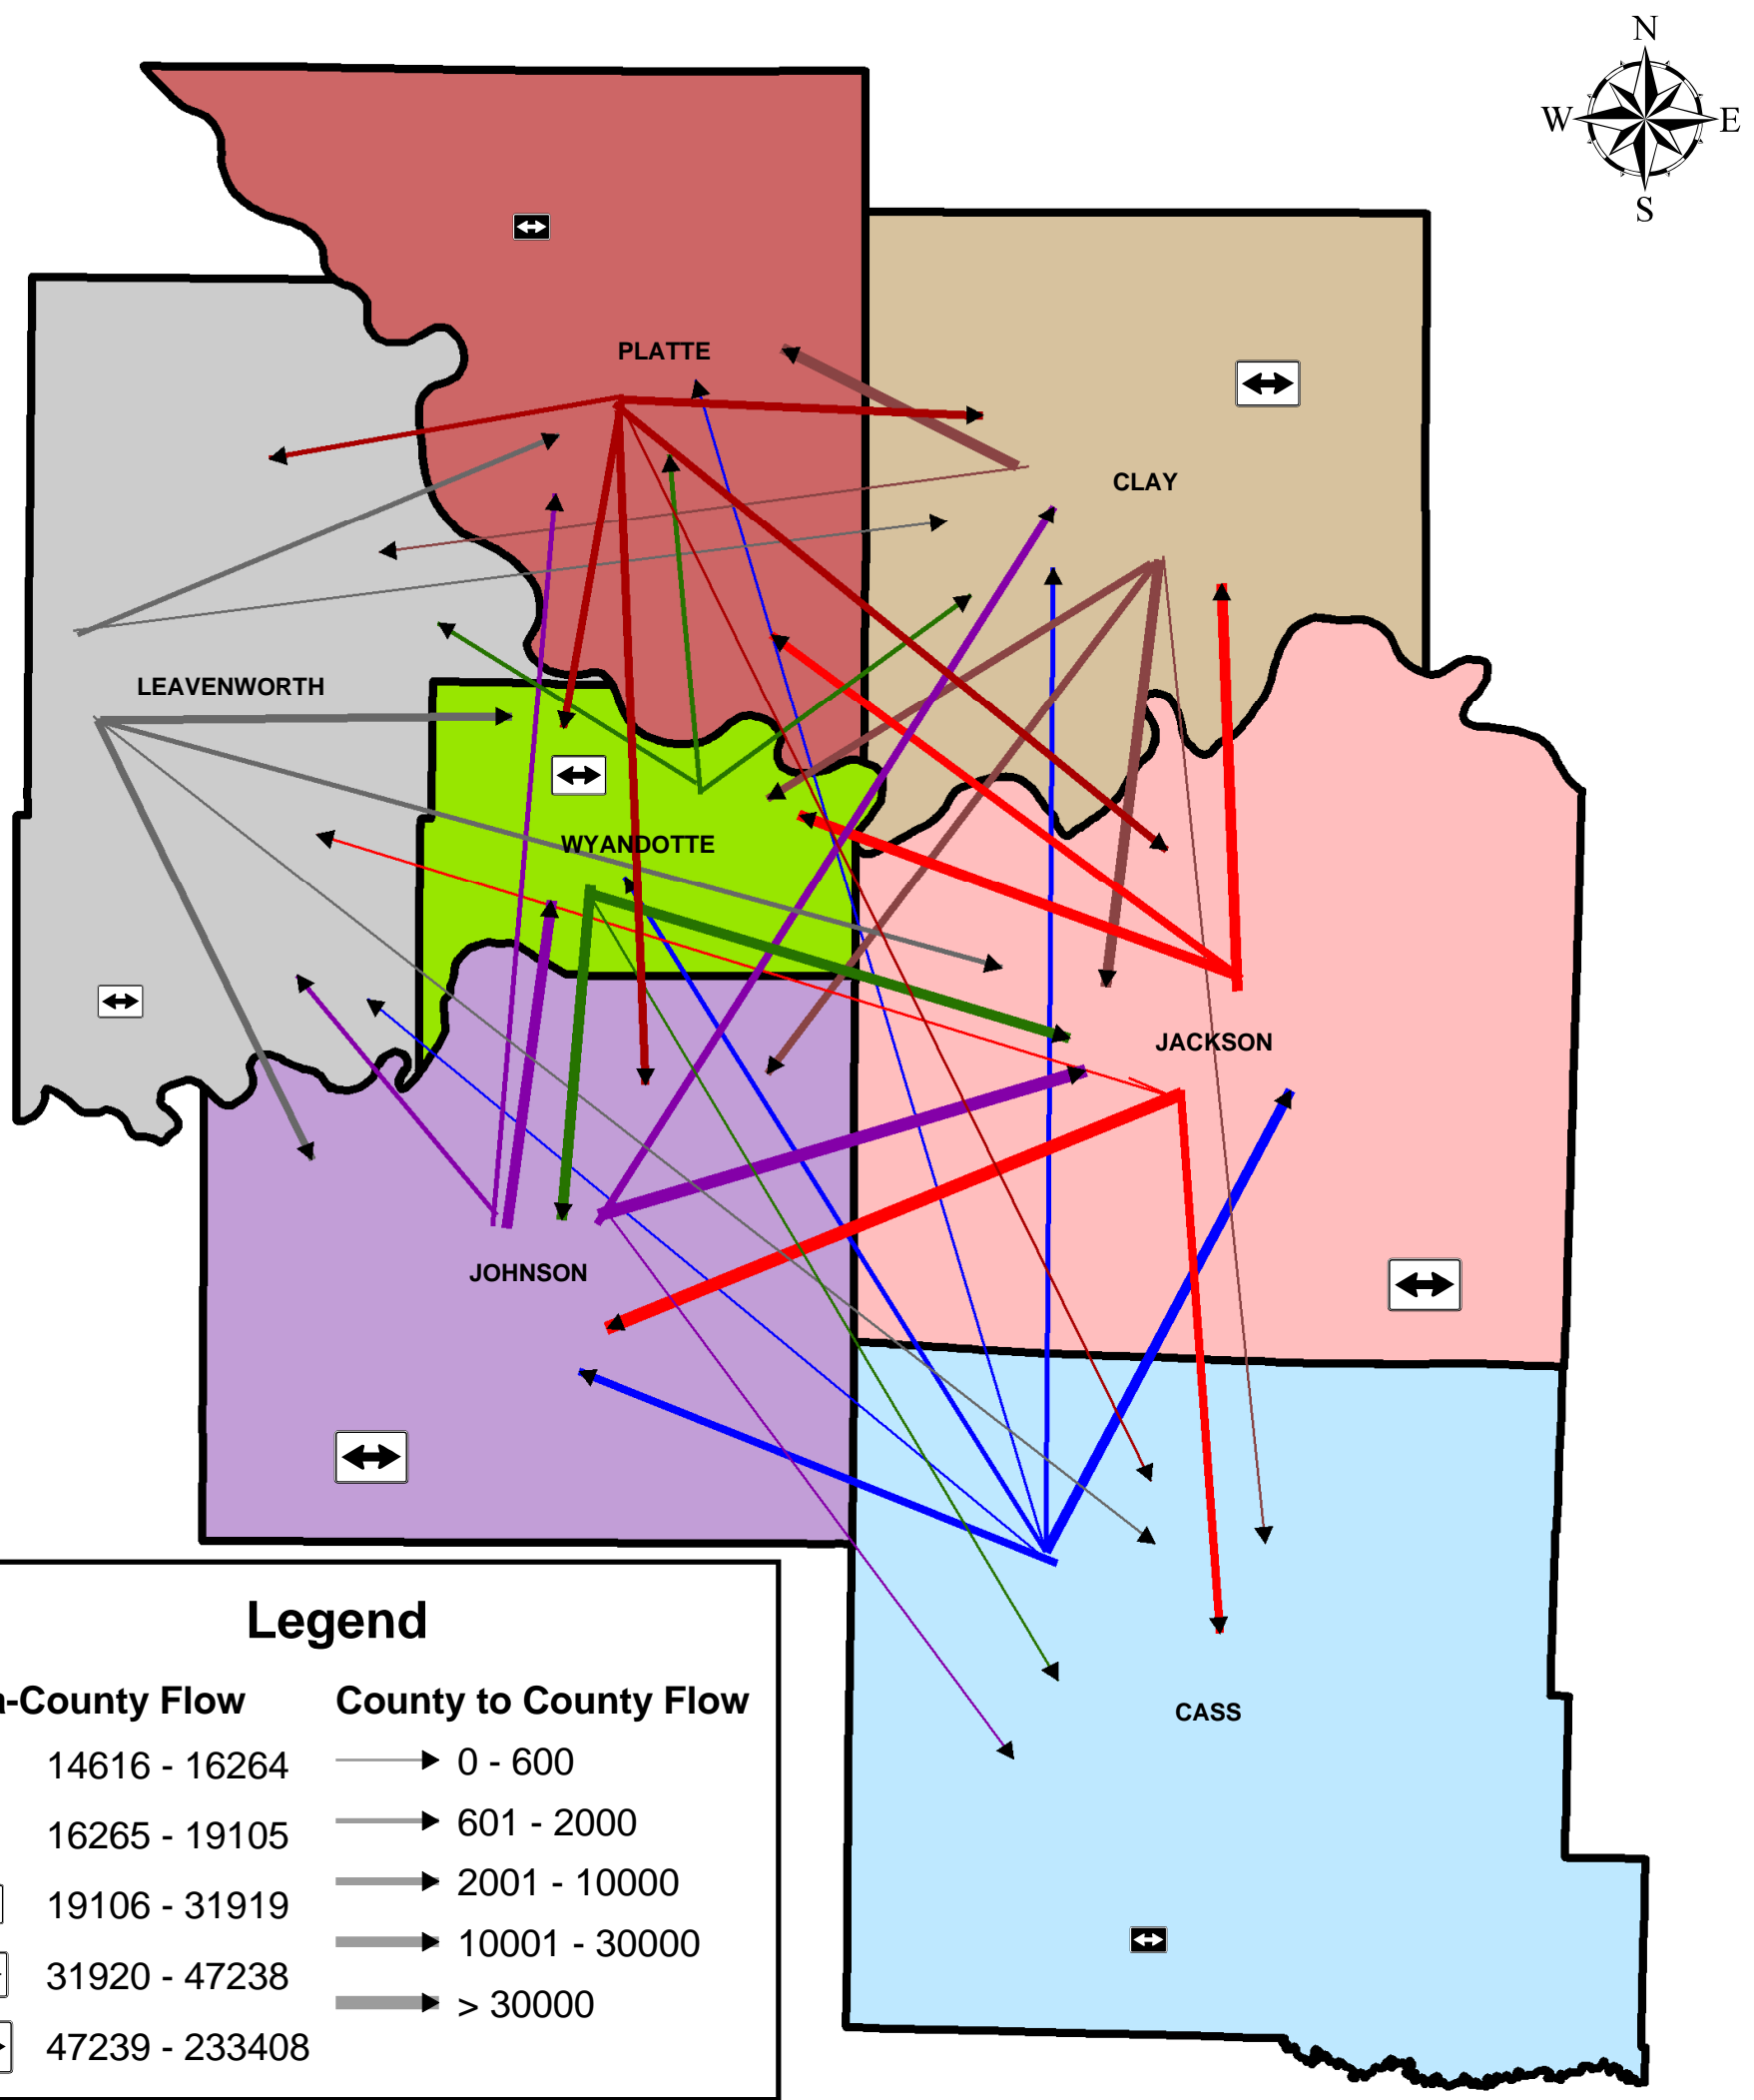 N
W E
S
PLATTE
CLAY
LEAVENWORTH
WYANDOTTE
JACKSON
JOHNSON
CASS
Legend
a-County Flow
14616 - 16264
16265 - 19105
19106 - 31919
31920 - 47238
47239 - 233408
County to County Flow
0 - 600
601 - 2000
2001 - 10000
10001 - 30000
> 30000